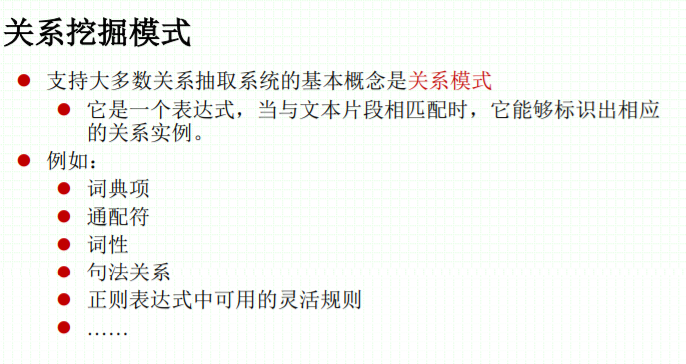 关系挖掘模式
支持大多数关系抽取系统的基本概念是关系模式
它是一个表达式，当与文本片段相匹配时，它能够标识出相应
的关系实例。
例如：
词典项
通配符
词性
句法关系
正则表达式中可用的灵活规则
……